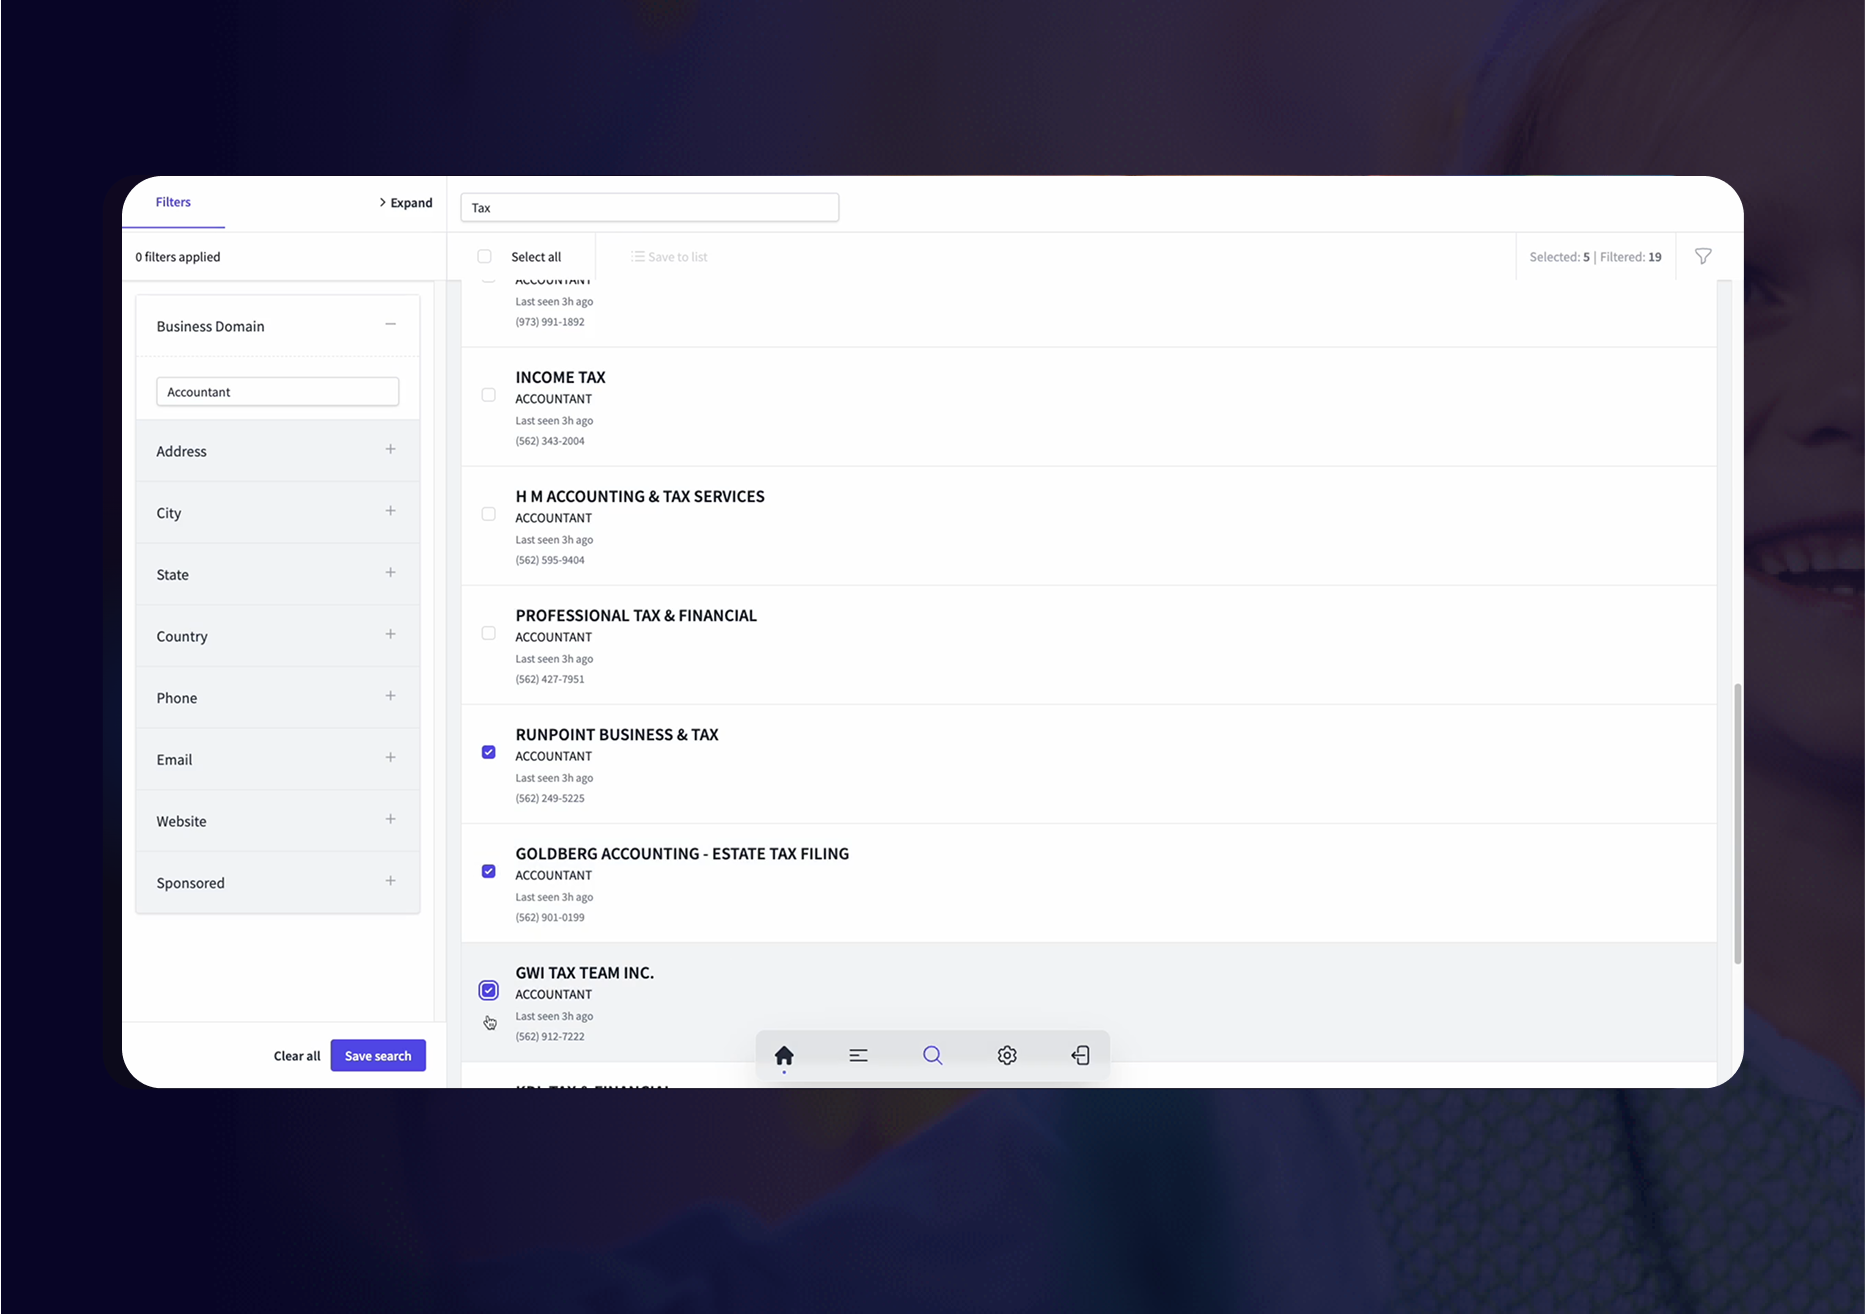 Filters
Expand
Tax
0 filters applied
Select all
Save to list
Selected: 5 | Filtered: 19
Business Domain
Accountant
Address
City
State
Country
Phone
Email
Website
Sponsored
Clear all
Save search
ACCOUNTANT
Last seen 3h ago
(973) 991-1892
INCOME TAX
ACCOUNTANT
Last seen 3h ago
(562) 343-2004
H M ACCOUNTING & TAX SERVICES
ACCOUNTANT
Last seen 3h ago
(562) 595-9404
PROFESSIONAL TAX & FINANCIAL
ACCOUNTANT
Last seen 3h ago
(562) 427-7951
RUNPOINT BUSINESS & TAX
ACCOUNTANT
Last seen 3h ago
(562) 249-5225
GOLDBERG ACCOUNTING - ESTATE TAX FILING
ACCOUNTANT
Last seen 3h ago
(562) 901-0199
GWI TAX TEAM INC.
ACCOUNTANT
Last seen 3h ago
(562) 912-7222
TAX & FINANCIAL